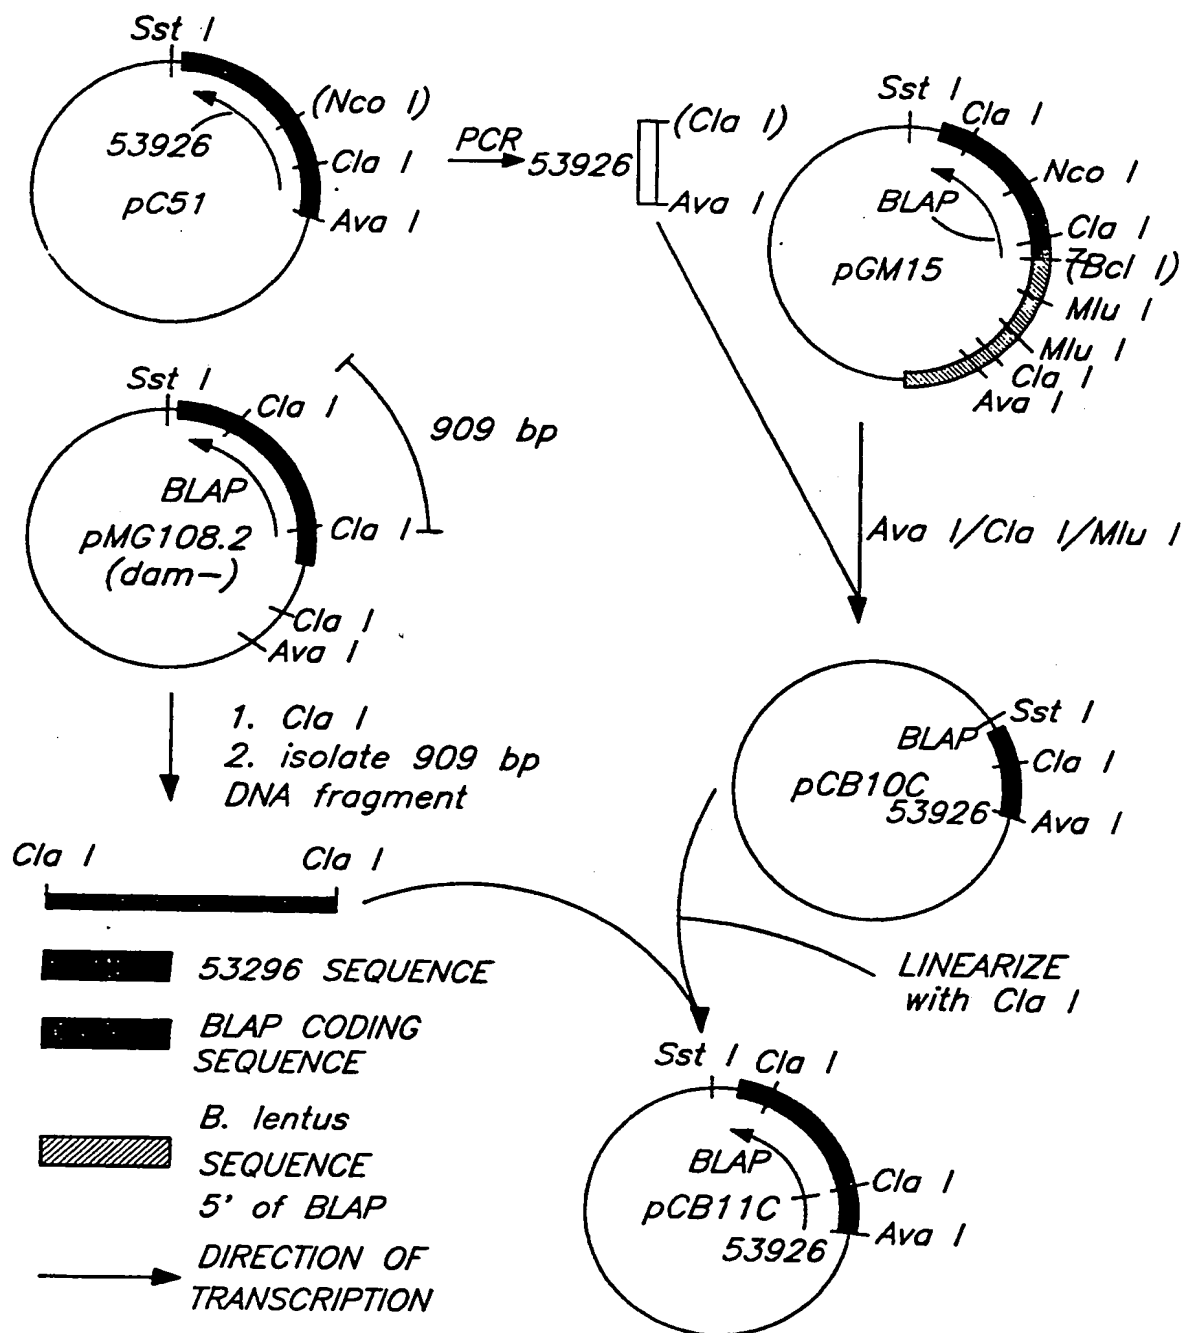 Sst I
(Nco I)
53926
Cla I
pC51
Ava I
PCR
53926
(Cla I)
Ava I
Sst I
Cla I
Nco I
BLAP
Cla I
pGM15
(Bcl I)
Mlu I
Mlu I
Cla I
Ava I
Sst I
Cla I
909 bp
BLAP
pMG108.2
(dam-)
Cla I
Cla I
Ava I
Ava I/Cla I/Mlu I
1. Cla I
2. isolate 909 bp
DNA fragment
Sst I
BLAP
Cla I
pCB10C
53926
Ava I
Cla I
Cla I
LINEARIZE
with Cla I
53296 SEQUENCE
BLAP CODING
SEQUENCE
B. lentus
SEQUENCE
5' of BLAP
DIRECTION OF
TRANSCRIPTION
Sst I
Cla I
BLAP
Cla I
pCB11C
Ava I
53926